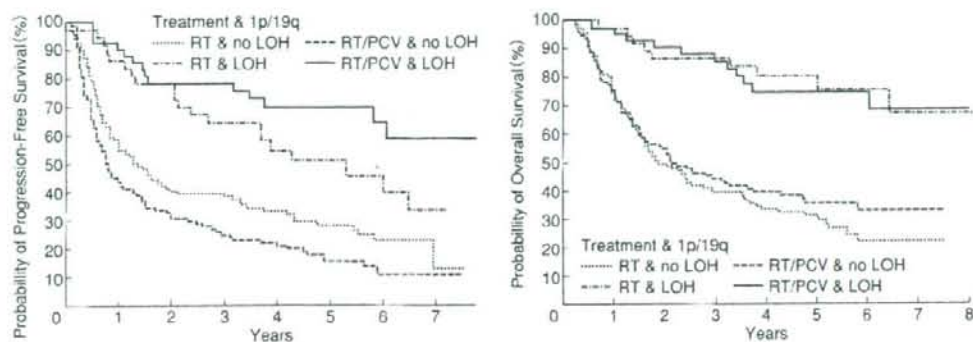 Probabillity of Progression-Free Survival(%)
100
90
80
70
60
50
40
30
20
10
0 1 2 3 4 5 6 7
Years
Treatment & 1p/19q
RT & no LOH RT/PCV & no LOH
RT & LOH RT/PCV & LOH
Probabillity of Overall Survival(%)
100
90
80
70
60
50
40
30
20
10
0 1 2 3 4 5 6 7 8
Years
Treatment & 1p/19q
RT & no LOH RT/PCV & no LOH
RT & LOH RT/PCV & LOH